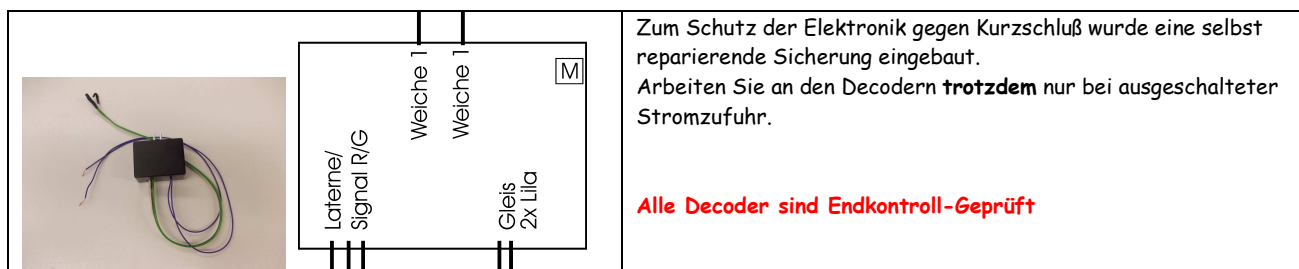 Weiche 1
Weiche 1
M
Laterne/
Signal R/G
Gleis
2x Lila
Zum Schutz der Elektronik gegen Kurzschluß wurde eine selbst
reparierende Sicherung eingebaut.
Arbeiten Sie an den Decodern trotzdem nur bei ausgeschalteter
Stromzufuhr.
Alle Decoder sind Endkontroll-Geprüft